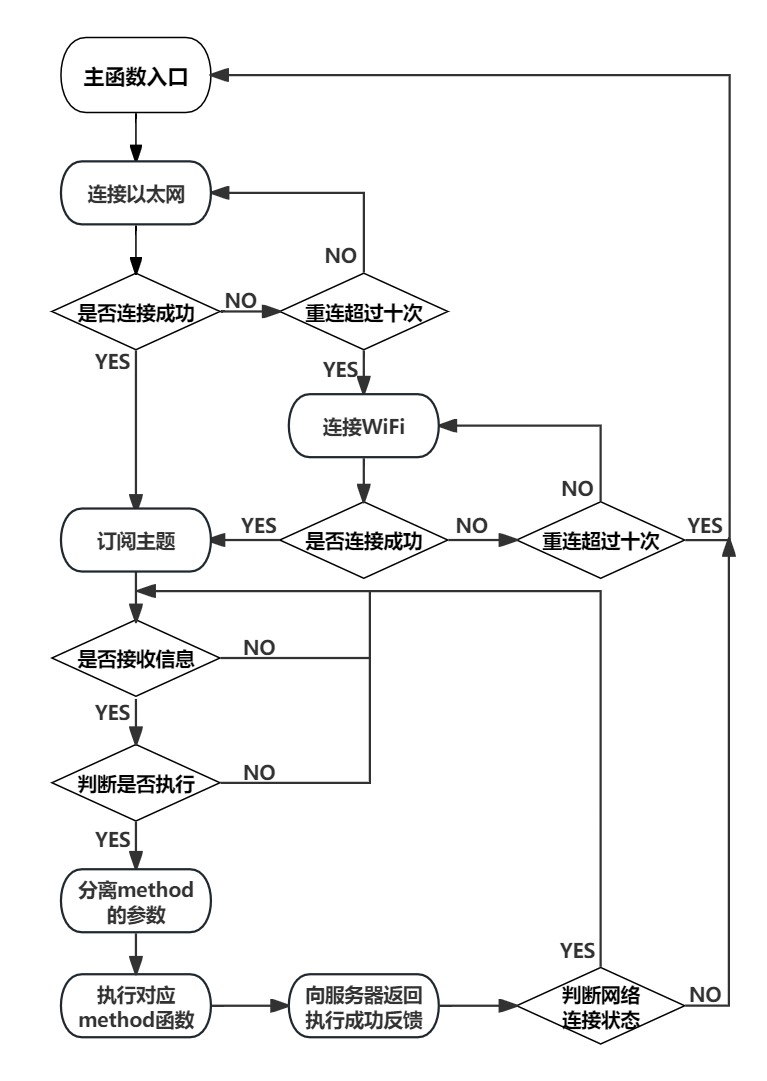 主函数入口
连接以太网
NO
是否连接成功
NO
重连超过十次
YES
YES
连接WiFi
NO
订阅主题
YES
是否连接成功
NO
重连超过十次
YES
是否接收信息
NO
YES
判断是否执行
NO
YES
分离method
的参数
执行对应
method函数
向服务器返回
执行成功反馈
YES
判断网络
连接状态
NO